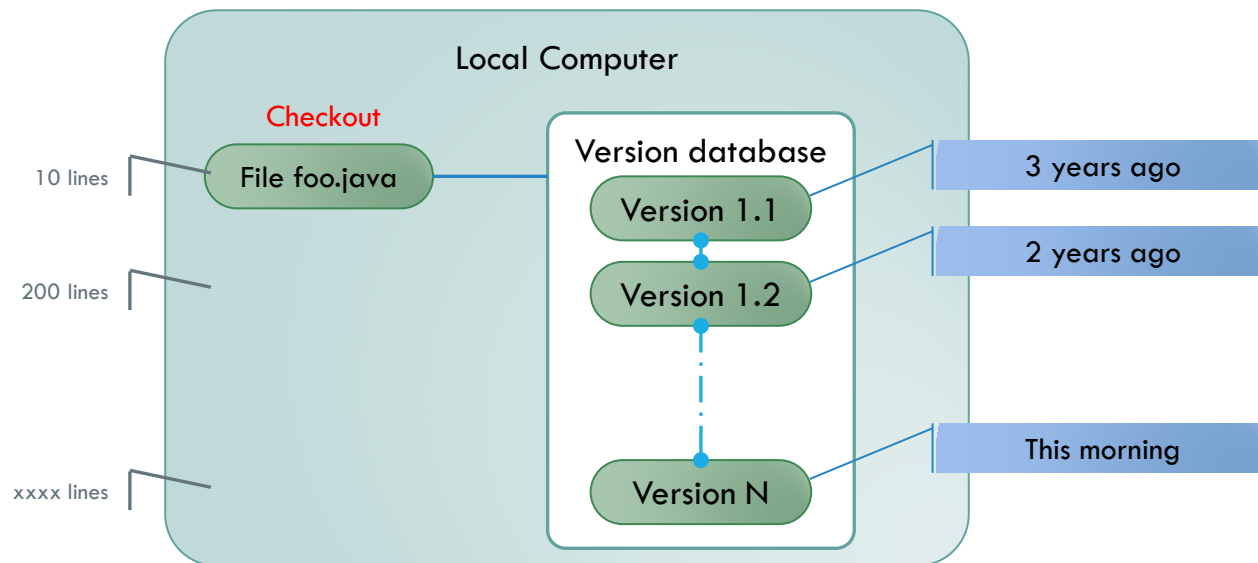 Local Computer
Checkout
10 lines
File foo.java
Version database
3 years ago
Version 1.1
200 lines
2 years ago
Version 1.2
This morning
xxxx lines
Version N